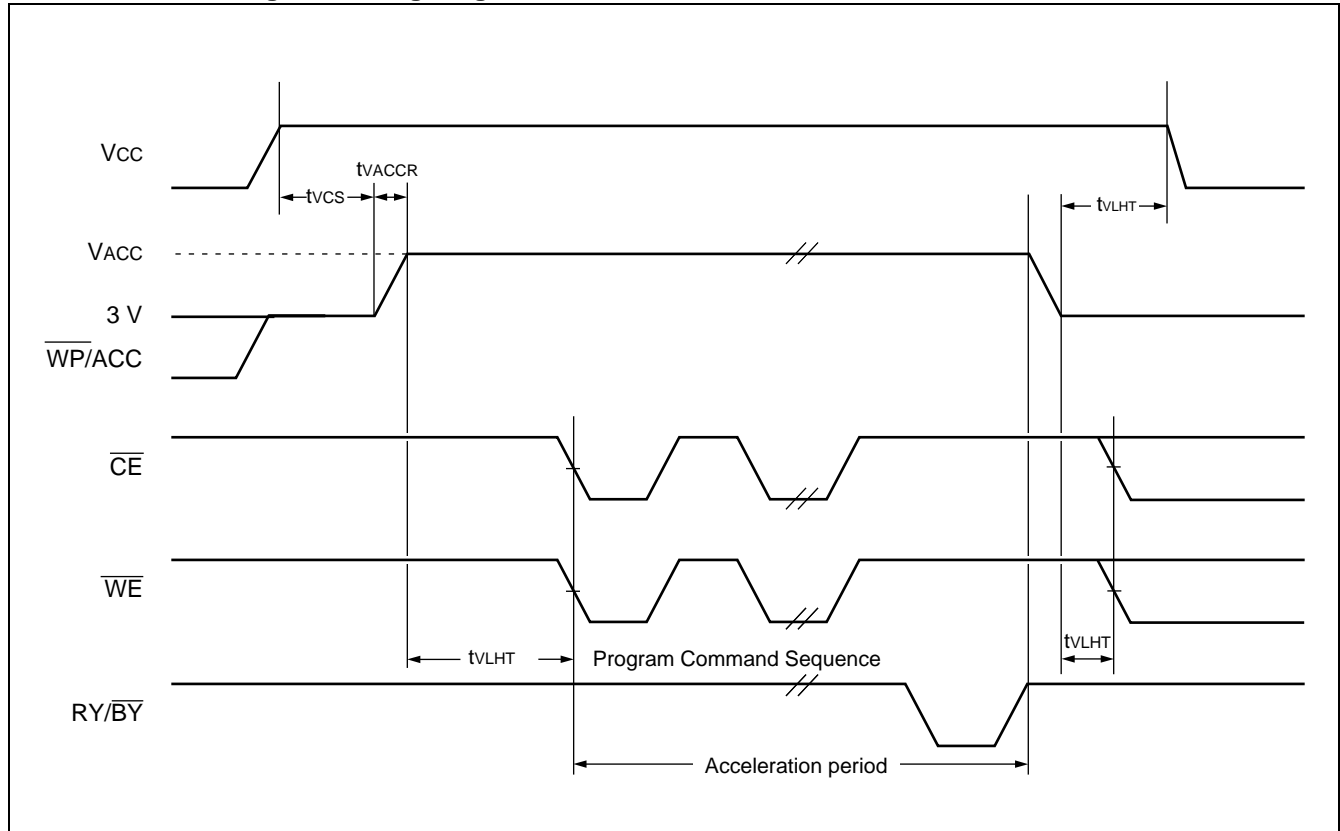 VCC
tVACCR
tVCS
tVLHT
VACC
3 V
WP/ACC
CE
WE
tVLHT
Program Command Sequence
tVLHT
RY/BY
Acceleration period